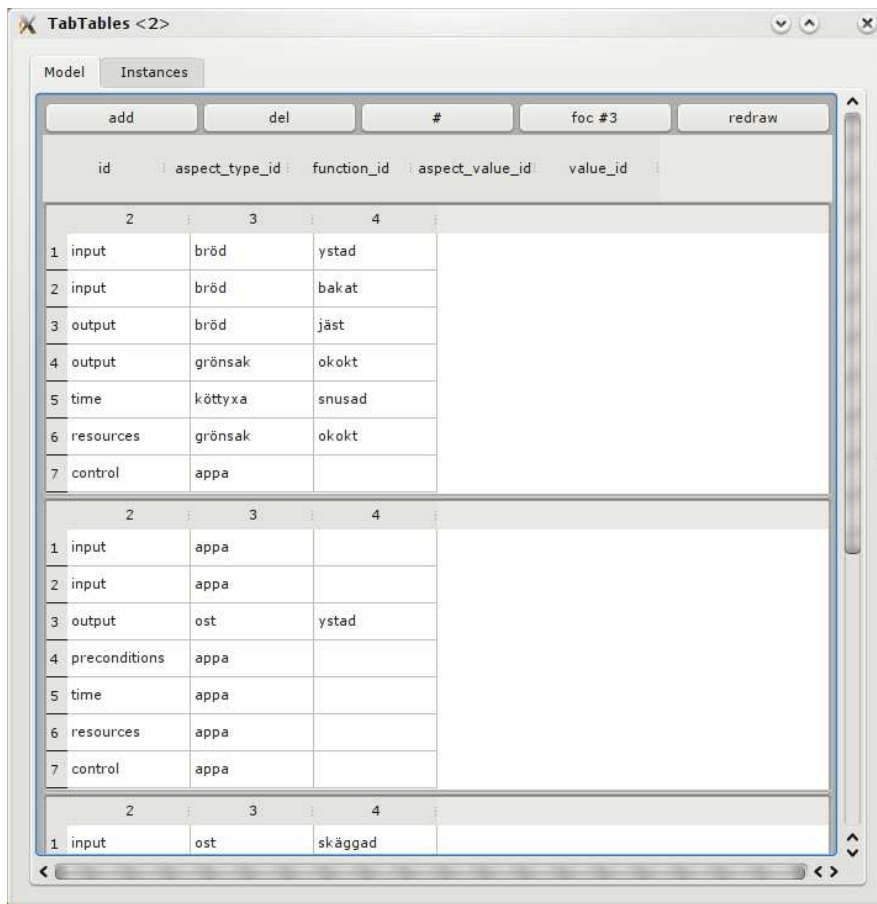 TabTables <2>
Model Instances
add del # foc #3 redraw
id aspect_type_id function_id aspect_value_id value_id
2 3 4
1 input bröd ystad
2 input bröd bakat
3 output bröd jäst
4 output grönsak okokt
5 time köttyxa snusad
6 resources grönsak okokt
7 control appa
2 3 4
1 input appa
2 input appa
3 output ost ystad
4 preconditions appa
5 time appa
6 resources appa
7 control appa
2 3 4
1 input ost skäggad